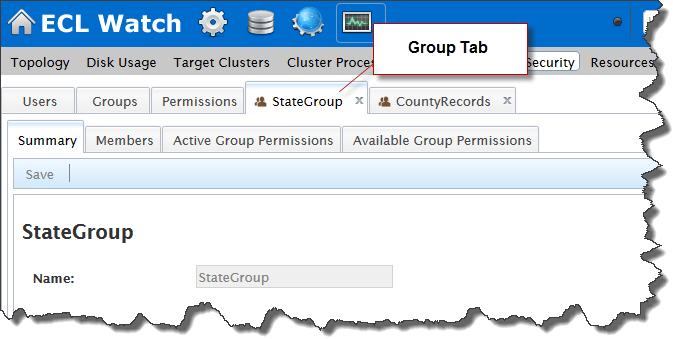 ECL Watch
Group Tab
Topology Disk Usage Target Clusters Cluster Proce Security Resources
Users Groups Permissions StateGroup x CountyRecords x
Summary Members Active Group Permissions Available Group Permissions
Save
StateGroup
Name: StateGroup